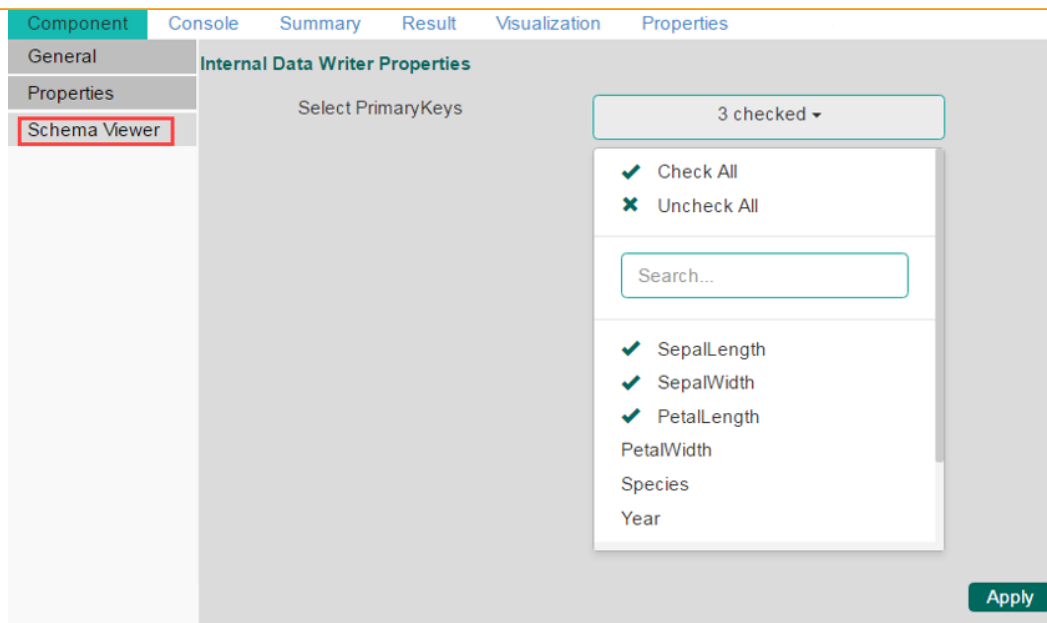 Component Console Summary Result Visualization Properties
General
Internal Data Writer Properties
Properties
Select PrimaryKeys
3 checked
Schema Viewer
Check All
Uncheck All
Search...
SepalLength
SepalWidth
PetalLength
PetalWidth
Species
Year
Apply